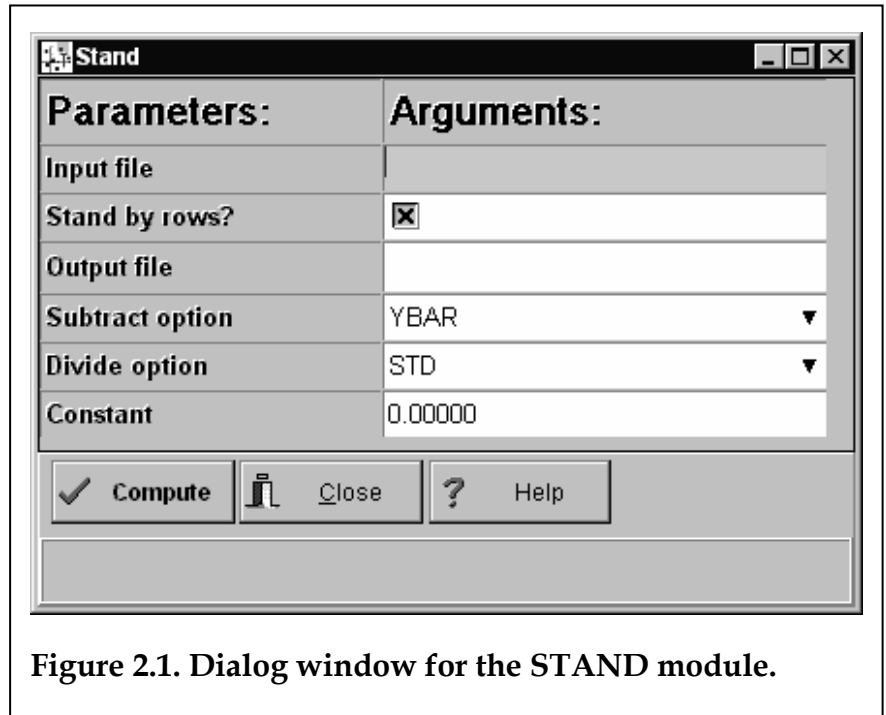 Stand
Parameters: Arguments:
Input file
Stand by rows?
Output file
Subtract option YBAR
Divide option STD
Constant 0.00000
Compute Close Help
Figure 2.1. Dialog window for the STAND module.